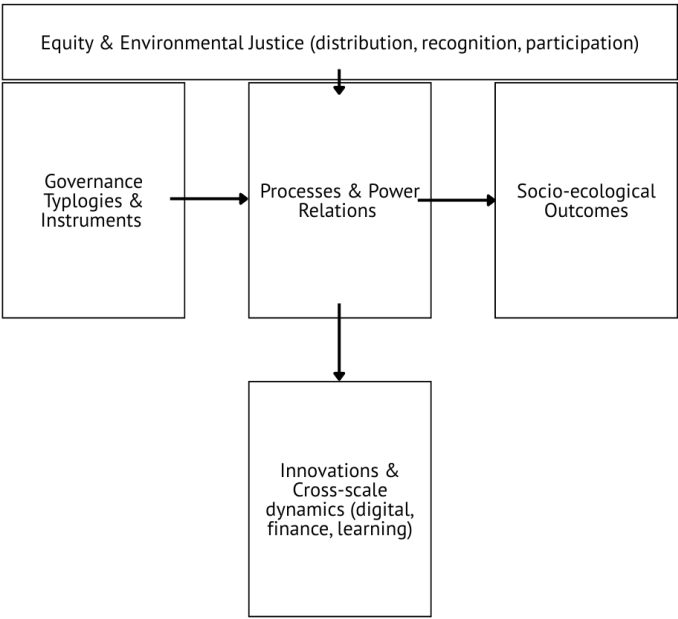 Equity & Environmental Justice (distribution, recognition, participation)
Governance
Typlogies &
Instruments
Processes & Power
Relations
Socio-ecological
Outcomes
Innovations &
Cross-scale
dynamics (digital,
finance, learning)